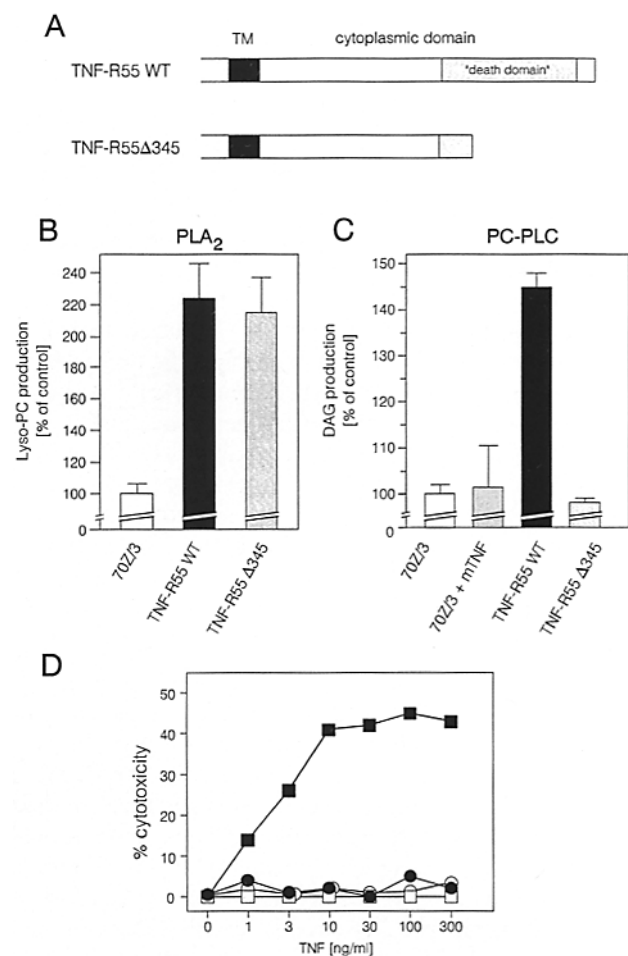 A
TM
cytoplasmic domain
TNF-R55 WT
"death domain"
TNF-R55Δ345
B
PLA2
Lyso-PC production
[% of control]
240
220
200
180
160
140
120
100
0
70Z/3
TNF-R55 WT
TNF-R55 Δ345
C
PC-PLC
DAG production
[% of control]
150
140
130
120
110
100
0
70Z/3
70Z/3 + mTNF
TNF-R55 WT
TNF-R55 Δ345
D
% cytotoxicity
50
40
30
20
10
0
0 1 3 10 30 100 300
TNF [ng/ml]